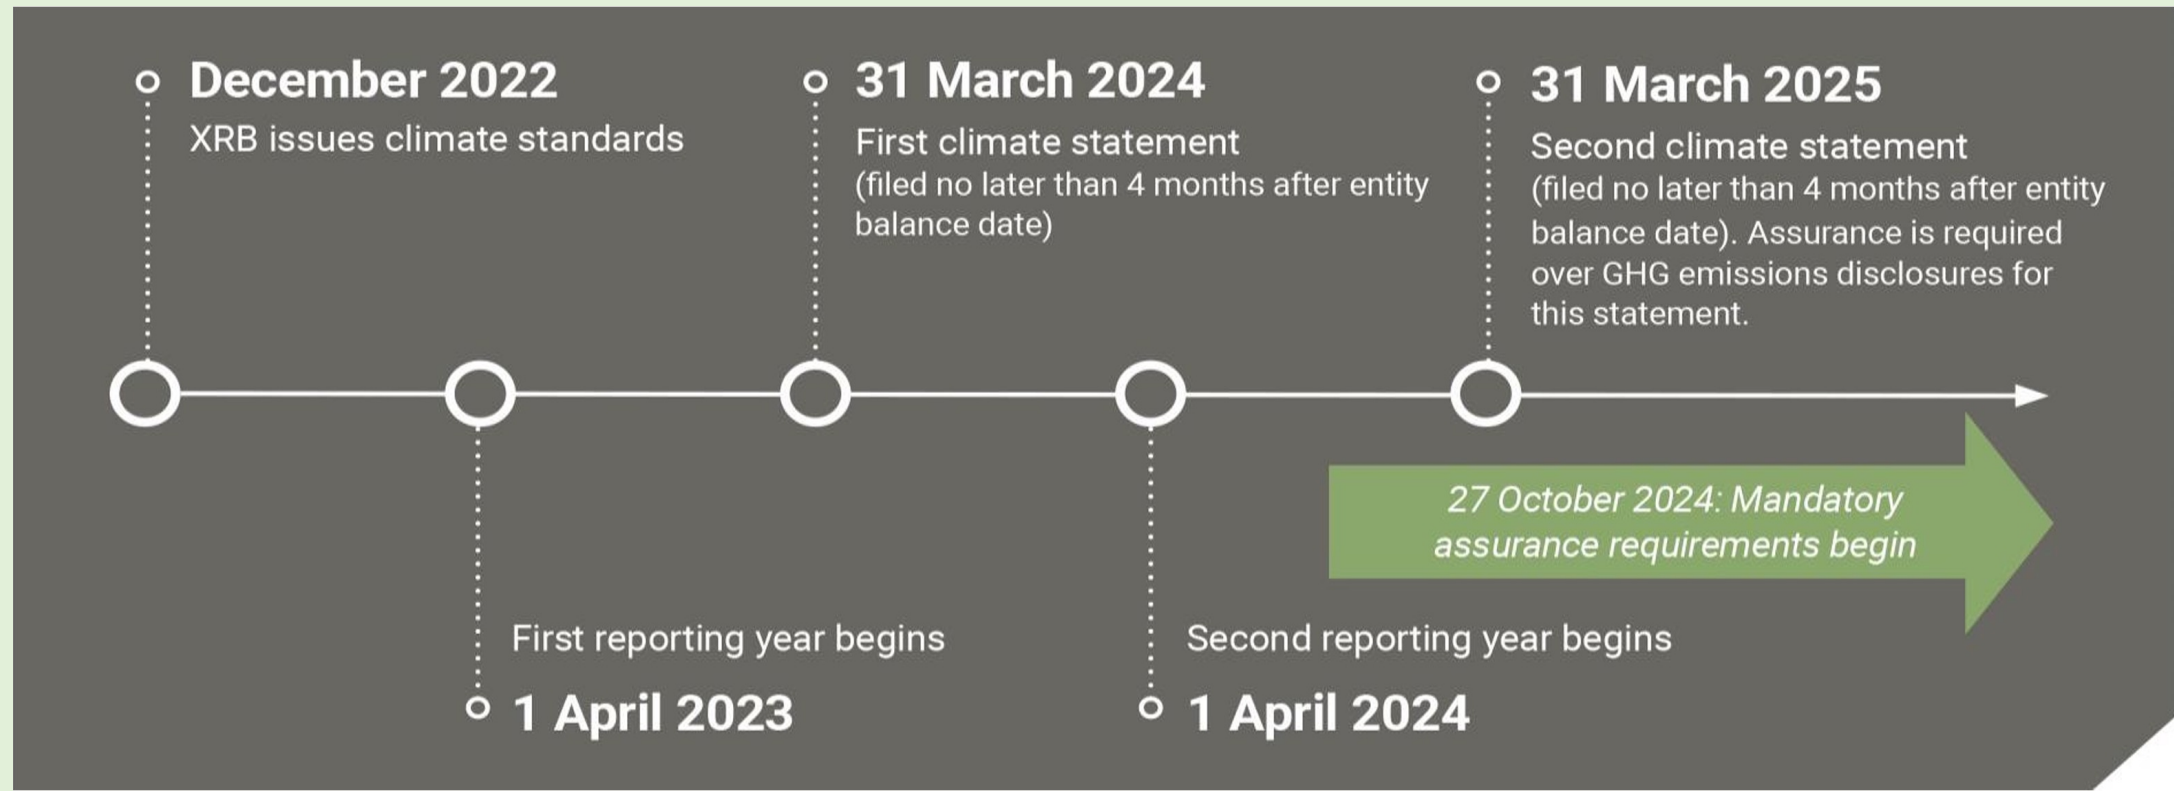 December 2022
XRB issues climate standards
31 March 2024
First climate statement
(filed no later than 4 months after entity
balance date)
31 March 2025
Second climate statement
(filed no later than 4 months after entity
balance date). Assurance is required
over GHG emissions disclosures for
this statement.
27 October 2024: Mandatory
assurance requirements begin
First reporting year begins
1 April 2023
Second reporting year begins
1 April 2024